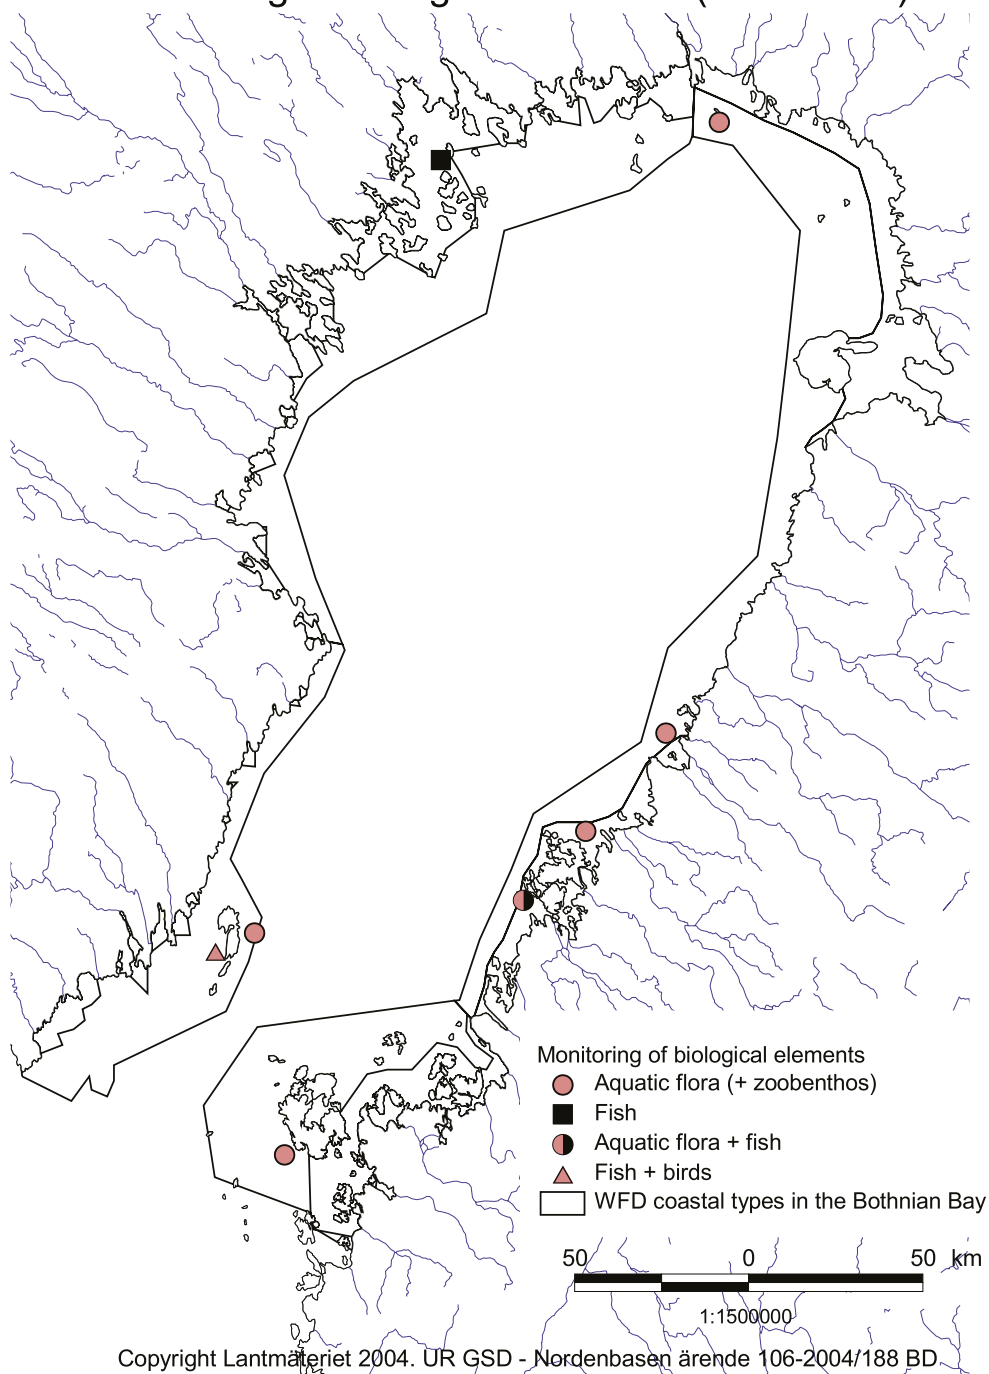 Monitoring of biological elements
Aquatic flora (+ zoobenthos)
Fish
Aquatic flora + fish
Fish + birds
WFD coastal types in the Bothnian Bay
50 0 50 km
1:1500000
Copyright Lantmäteriet 2004. UR GSD - Nordenbasen ärende 106-2004/188 BD